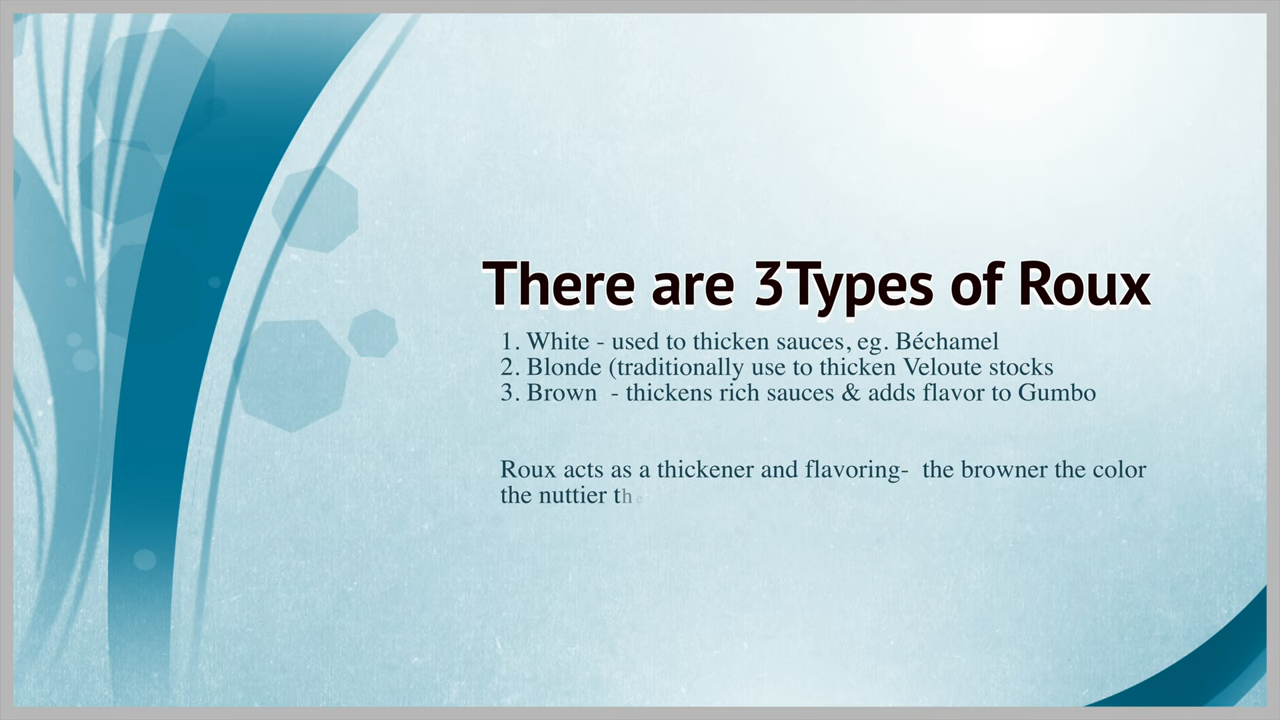 There are 3Types of Roux
1. White - used to thicken sauces, eg. Béchamel
2. Blonde (traditionally use to thicken Veloute stocks
3. Brown  - thickens rich sauces & adds flavor to Gumbo
Roux acts as a thickener and flavoring-  the browner the color
the nuttier the